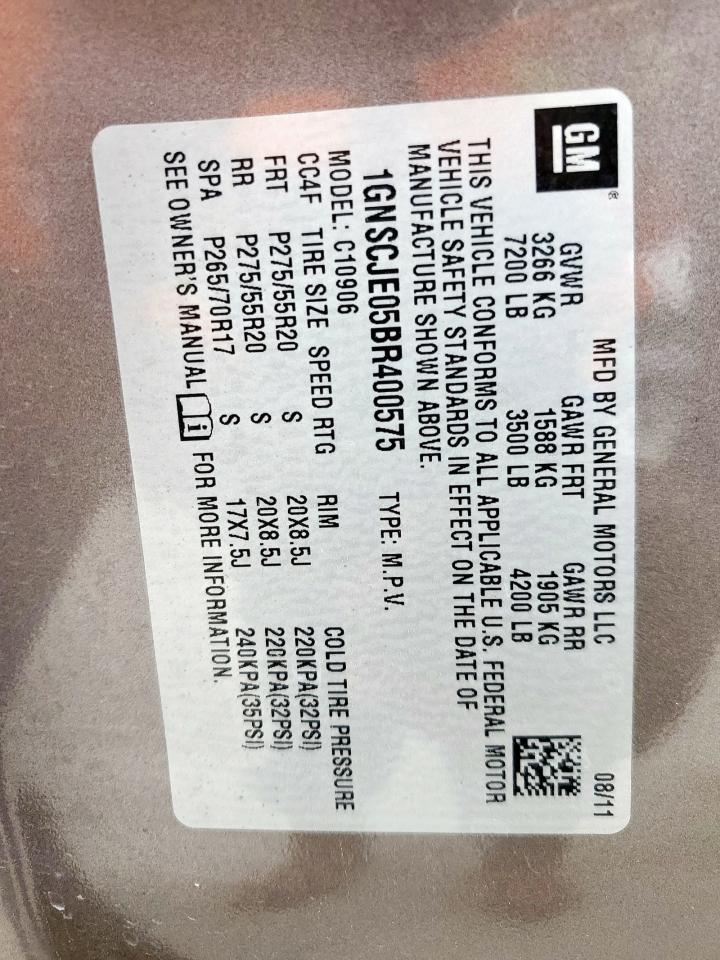 GM ®
MFD BY GENERAL MOTORS LLC 08/11
GVWR GAWR FRT GAWR RR
3266 KG 1588 KG 1905 KG
7200 LB 3500 LB 4200 LB
THIS VEHICLE CONFORMS TO ALL APPLICABLE U.S. FEDERAL MOTOR
VEHICLE SAFETY STANDARDS IN EFFECT ON THE DATE OF
MANUFACTURE SHOWN ABOVE.
1GNSCJE05BR400575 TYPE: M.P.V.
MODEL: C10906
CC4F TIRE SIZE SPEED RTG RIM COLD TIRE PRESSURE
FRT P275/55R20 S 20X8.5J 220KPA(32PSI)
RR P275/55R20 S 20X8.5J 220KPA(32PSI)
SPA P265/70R17 S 17X7.5J 240KPA(35PSI)
SEE OWNER'S MANUAL i FOR MORE INFORMATION.